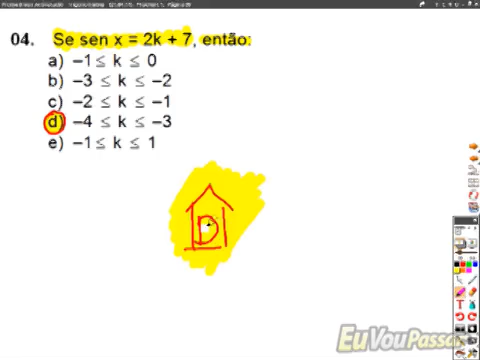 04. Se sen x = 2k + 7, então:
a) –1 ≤ k ≤ 0
b) –3 ≤ k ≤ –2
c) –2 ≤ k ≤ –1
d) –4 ≤ k ≤ –3
e) –1 ≤ k ≤ 1
D
EuVouPassar